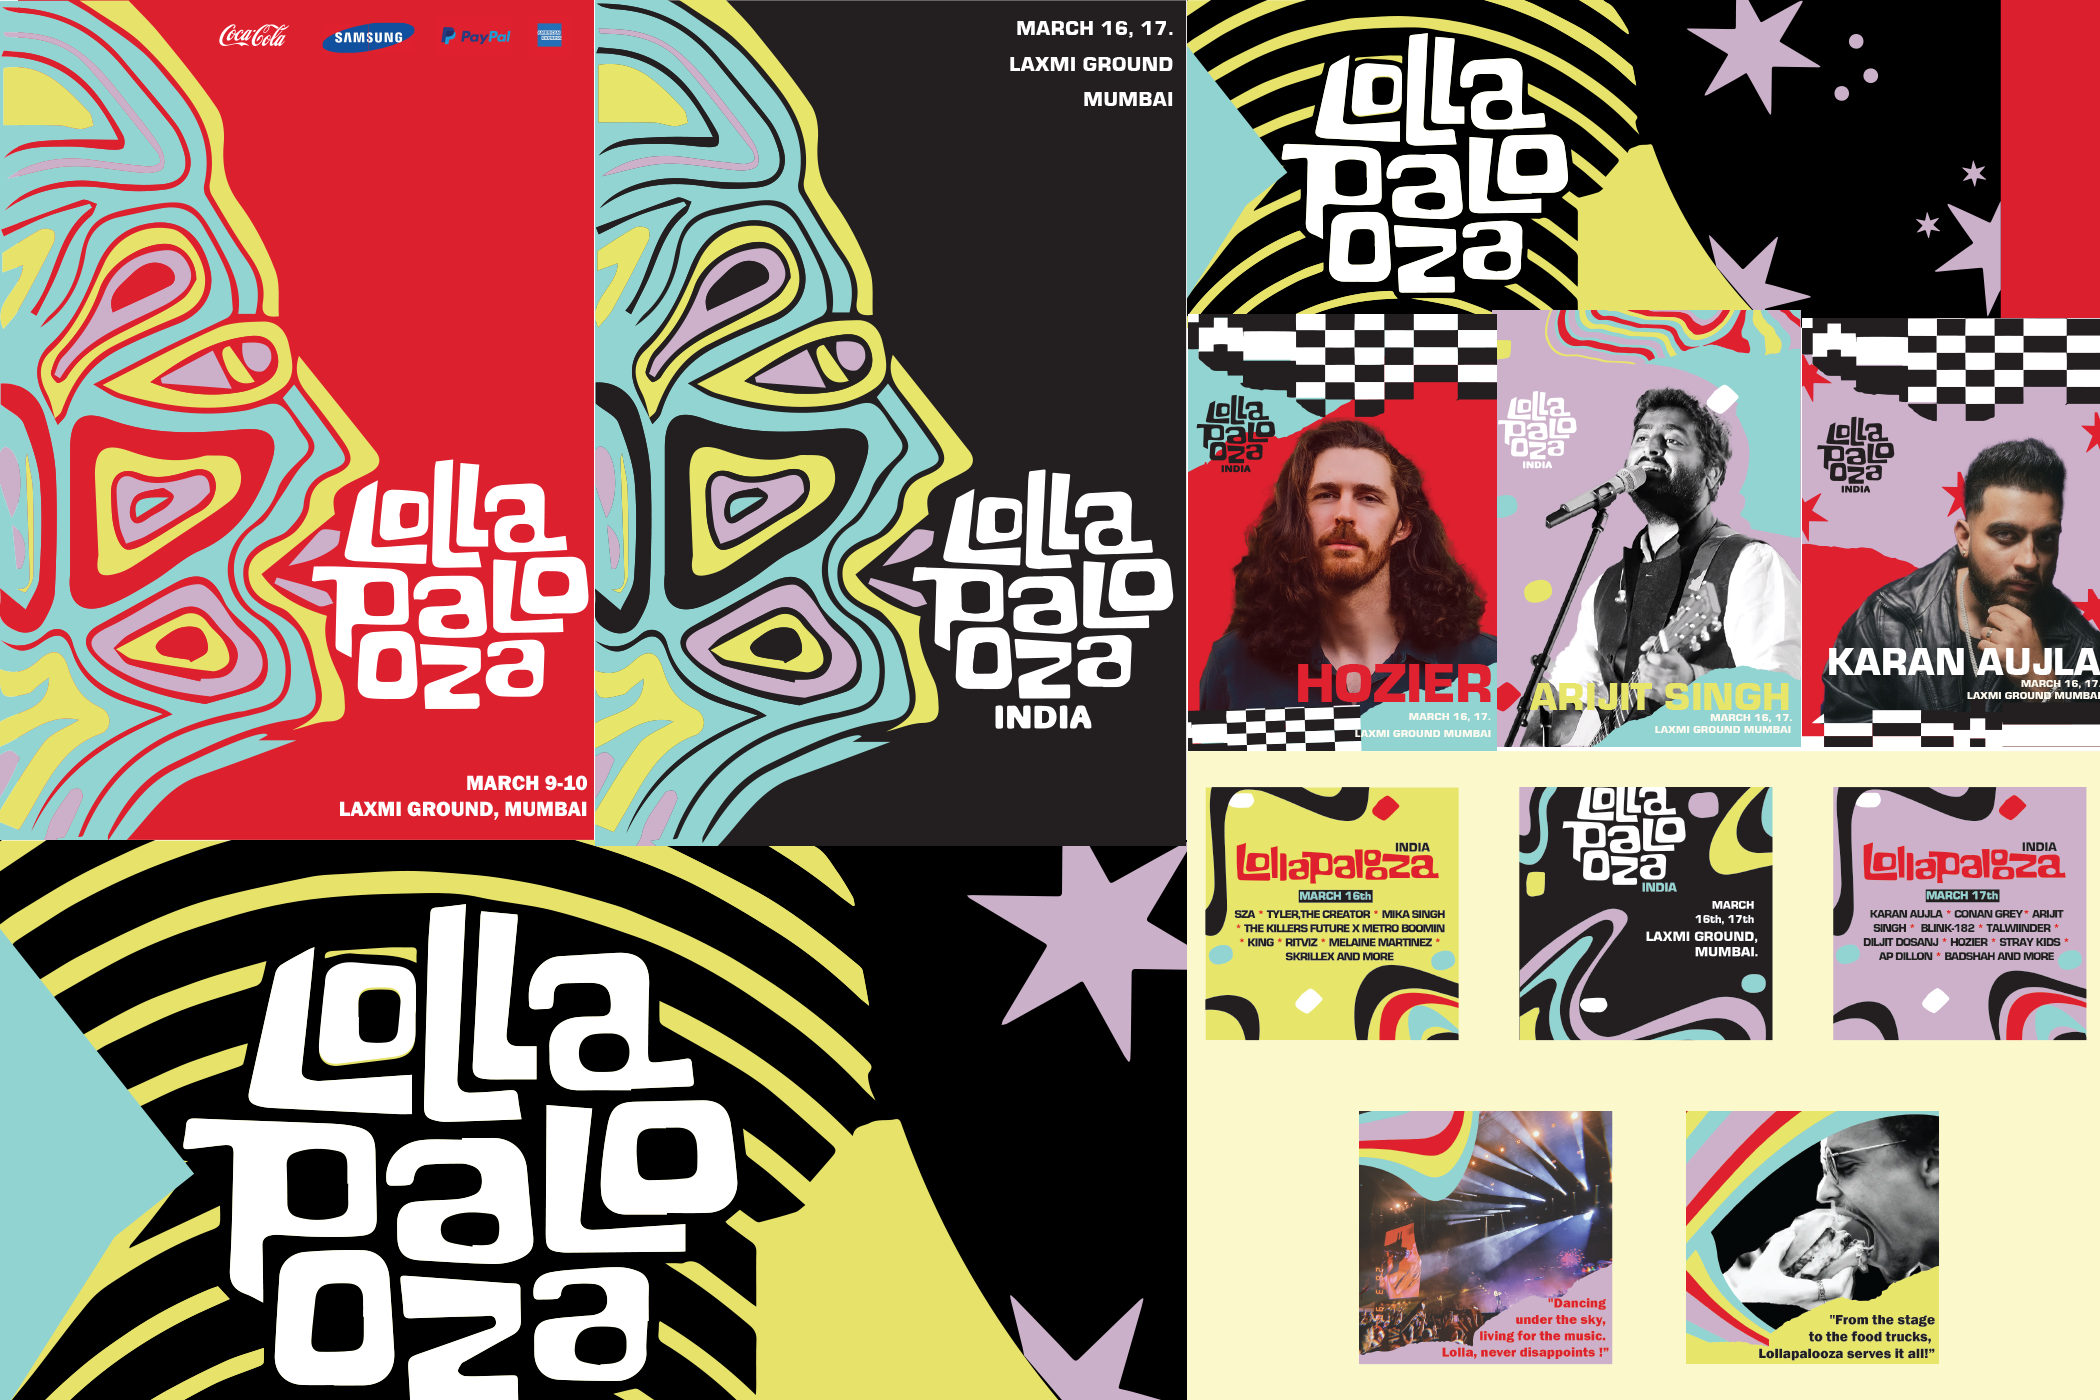 Coca-Cola
SAMSUNG
PayPal
AMERICAN EXPRESS
Lolla
Palo
oza
MARCH 9-10
LAXMI GROUND, MUMBAI
MARCH 16, 17.
LAXMI GROUND
MUMBAI
Lolla
Palo
oza
INDIA
Lolla
Palo
oza
Lolla
Palo
oza
INDIA
HOZIER
MARCH 16, 17.
LAXMI GROUND MUMBAI
Lolla
Palo
oza
INDIA
ARIJIT SINGH
MARCH 16, 17.
LAXMI GROUND MUMBAI
Lolla
Palo
oza
INDIA
KARAN AUJLA
MARCH 16, 17.
LAXMI GROUND MUMBAI
INDIA
Lollapalooza
MARCH 16th
SZA * TYLER,THE CREATOR * MIKA SINGH
* THE KILLERS FUTURE X METRO BOOMIN
* KING * RITVIZ * MELAINE MARTINEZ *
SKRILLEX AND MORE
Lolla
Palo
oza
INDIA
MARCH
16th, 17th
LAXMI GROUND,
MUMBAI.
INDIA
Lollapalooza
MARCH 17th
KARAN AUJLA * CONAN GREY * ARIJIT
SINGH * BLINK-182 * TALWIINDER *
DILJIT DOSANJ * HOZIER * STRAY KIDS *
AP DILLON * BADSHAH AND MORE
Lolla
Palo
oza
"Dancing
under the sky,
living for the music.
Lolla, never disappoints !"
"From the stage
to the food trucks,
Lollapalooza serves it all!"